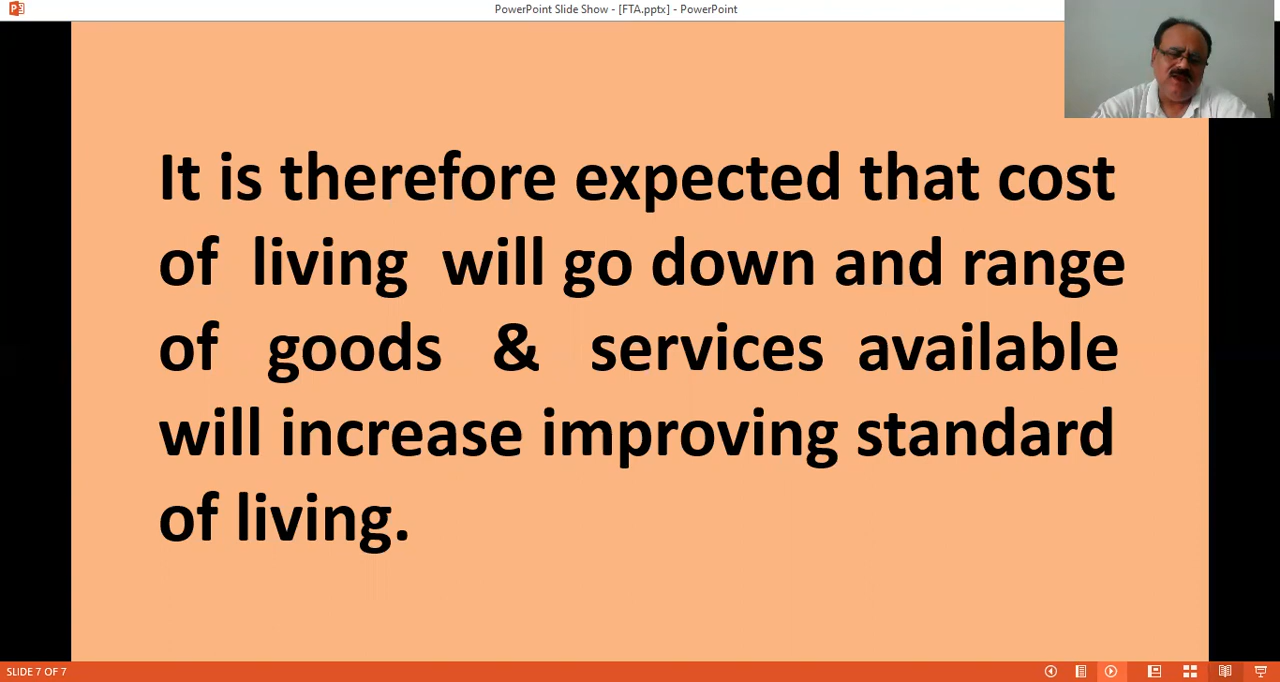 PowerPoint Slide Show - [FTA.pptx] - PowerPoint
It is therefore expected that cost
of living will go down and range
of goods & services available
will increase improving standard
of living.
SLIDE 7 OF 7